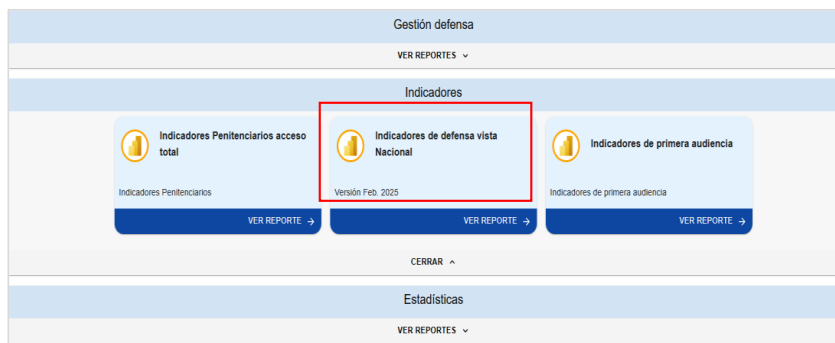 Gestión defensa
VER REPORTES
Indicadores
Indicadores Penitenciarios acceso
total
Indicadores Penitenciarios
VER REPORTE →
Indicadores de defensa vista
Nacional
Versión Feb. 2025
VER REPORTE →
Indicadores de primera audiencia
Indicadores de primera audiencia
VER REPORTE →
CERRAR
Estadísticas
VER REPORTES